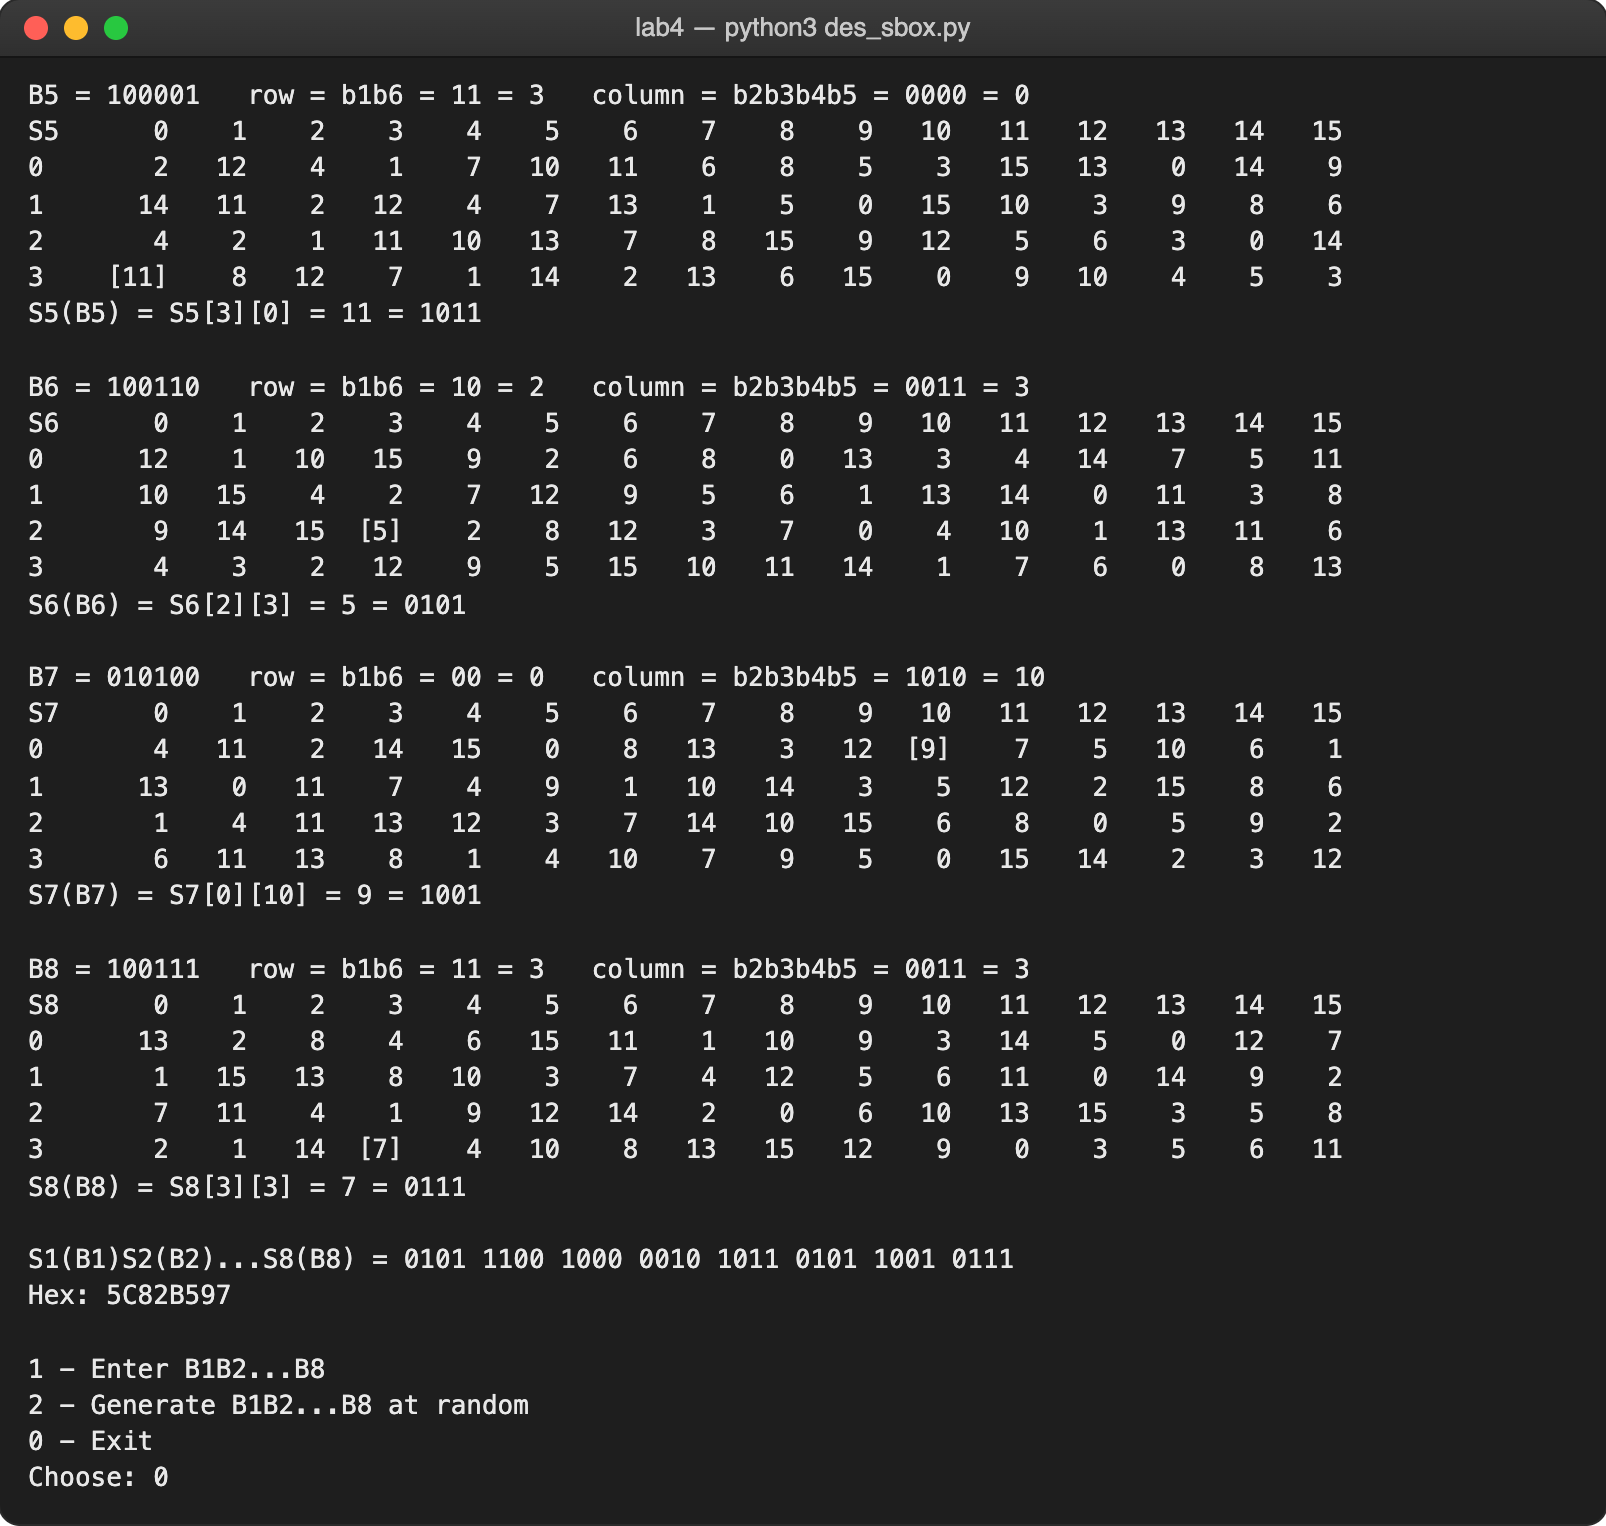 lab4 — python3 des_sbox.py
B5 = 100001   row = b1b6 = 11 = 3   column = b2b3b4b5 = 0000 = 0
S5      0    1    2    3    4    5    6    7    8    9   10   11   12   13   14   15
0       2   12    4    1    7   10   11    6    8    5    3   15   13    0   14    9
1      14   11    2   12    4    7   13    1    5    0   15   10    3    9    8    6
2       4    2    1   11   10   13    7    8   15    9   12    5    6    3    0   14
3    [11]    8   12    7    1   14    2   13    6   15    0    9   10    4    5    3
S5(B5) = S5[3][0] = 11 = 1011
B6 = 100110   row = b1b6 = 10 = 2   column = b2b3b4b5 = 0011 = 3
S6      0    1    2    3    4    5    6    7    8    9   10   11   12   13   14   15
0      12    1   10   15    9    2    6    8    0   13    3    4   14    7    5   11
1      10   15    4    2    7   12    9    5    6    1   13   14    0   11    3    8
2       9   14   15  [5]    2    8   12    3    7    0    4   10    1   13   11    6
3       4    3    2   12    9    5   15   10   11   14    1    7    6    0    8   13
S6(B6) = S6[2][3] = 5 = 0101
B7 = 010100   row = b1b6 = 00 = 0   column = b2b3b4b5 = 1010 = 10
S7      0    1    2    3    4    5    6    7    8    9   10   11   12   13   14   15
0       4   11    2   14   15    0    8   13    3   12  [9]    7    5   10    6    1
1      13    0   11    7    4    9    1   10   14    3    5   12    2   15    8    6
2       1    4   11   13   12    3    7   14   10   15    6    8    0    5    9    2
3       6   11   13    8    1    4   10    7    9    5    0   15   14    2    3   12
S7(B7) = S7[0][10] = 9 = 1001
B8 = 100111   row = b1b6 = 11 = 3   column = b2b3b4b5 = 0011 = 3
S8      0    1    2    3    4    5    6    7    8    9   10   11   12   13   14   15
0      13    2    8    4    6   15   11    1   10    9    3   14    5    0   12    7
1       1   15   13    8   10    3    7    4   12    5    6   11    0   14    9    2
2       7   11    4    1    9   12   14    2    0    6   10   13   15    3    5    8
3       2    1   14  [7]    4   10    8   13   15   12    9    0    3    5    6   11
S8(B8) = S8[3][3] = 7 = 0111
S1(B1)S2(B2)...S8(B8) = 0101 1100 1000 0010 1011 0101 1001 0111
Hex: 5C82B597
1 – Enter B1B2...B8
2 – Generate B1B2...B8 at random
0 – Exit
Choose: 0